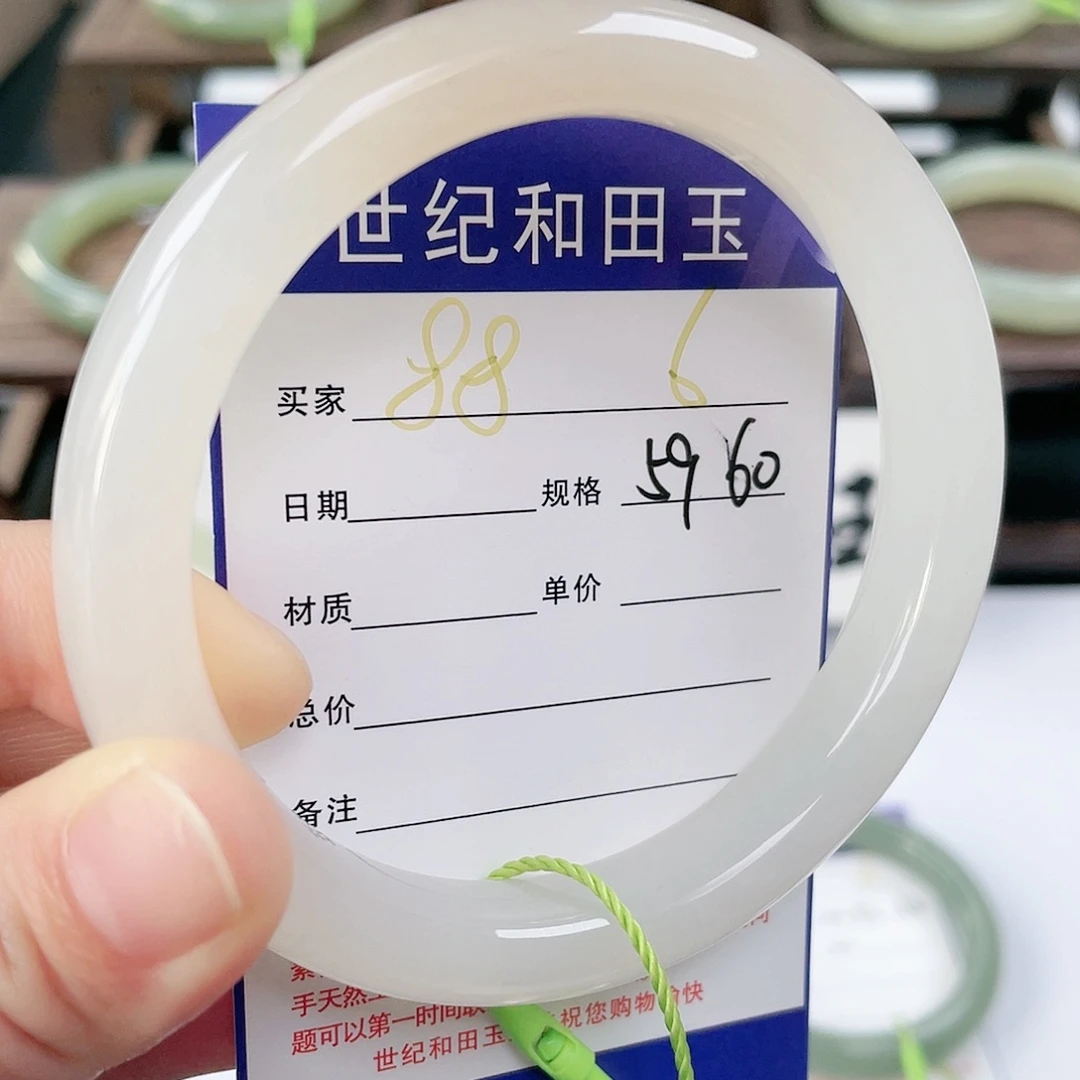 世纪和田玉
买家 88 6
日期 规格 59 60
材质 单价
总价
备注
手天然
题可以第一时间 祝您购物愉快
世纪和田玉